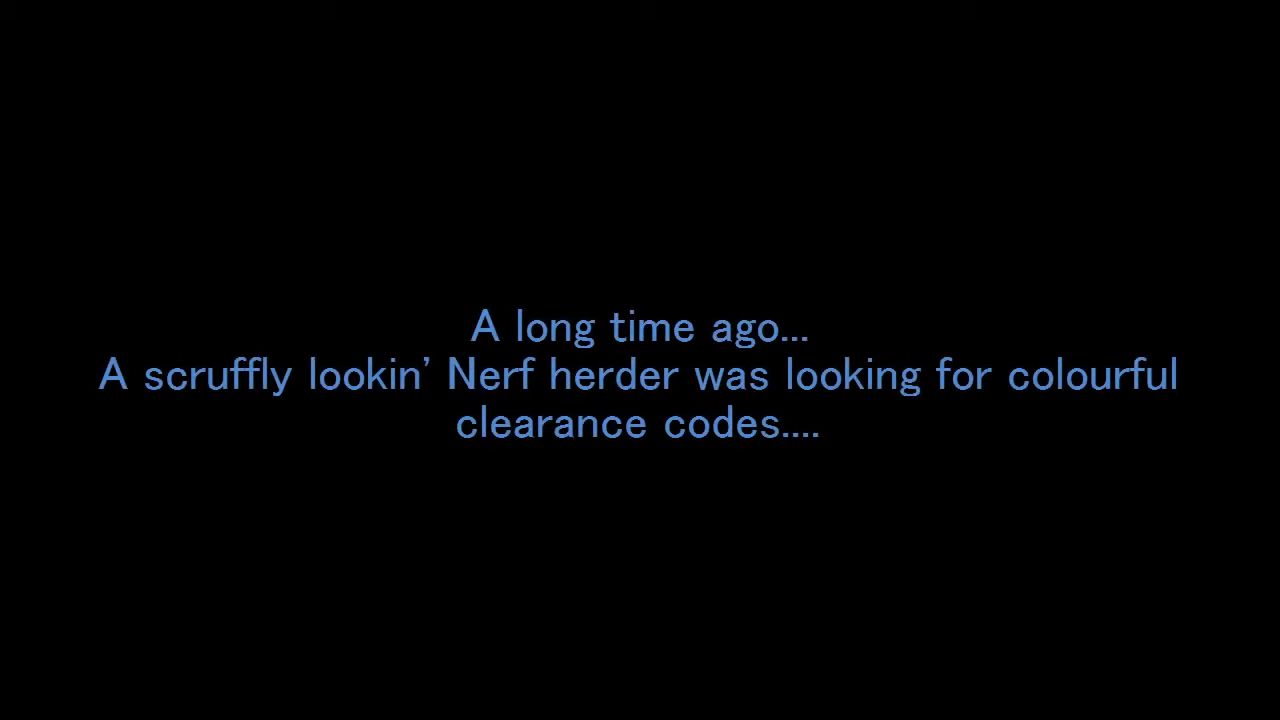 A long time ago...
A scruffly lookin' Nerf herder was looking for colourful
clearance codes....